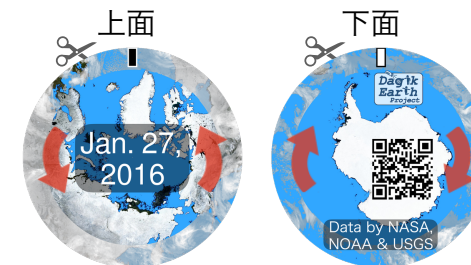 上面
下面
Jan. 27,
2016
Dagik
Earth
Project
Data by NASA,
NOAA & USGS